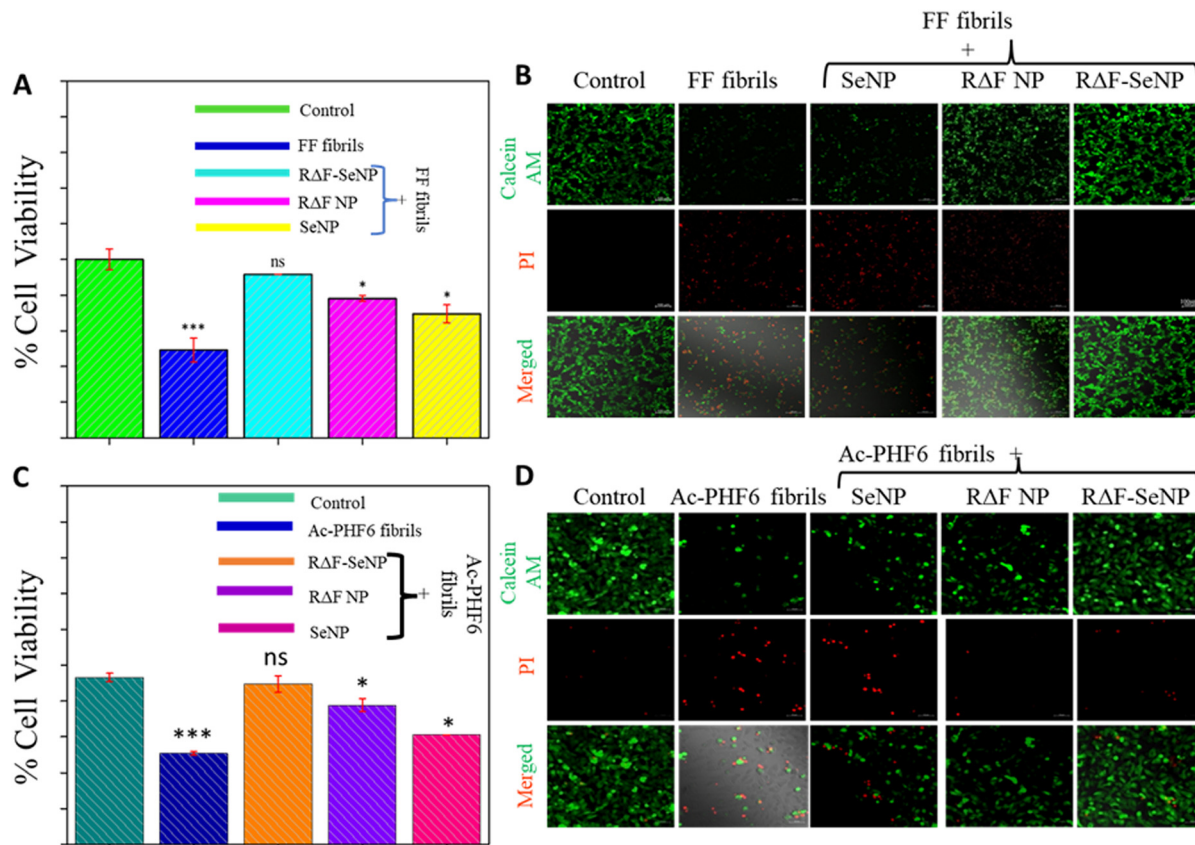 A
% Cell Viability
Control
FF fibrils
RΔF-SeNP
RΔF NP
SeNP
+
FF fibrils
***
ns
*
*
B
FF fibrils
+
Control
FF fibrils
SeNP
RΔF NP
RΔF-SeNP
Calcein
AM
PI
Merged
C
% Cell Viability
Control
Ac-PHF6 fibrils
RΔF-SeNP
RΔF NP
SeNP
+
Ac-PHF6
fibrils
***
ns
*
*
D
Ac-PHF6 fibrils +
Control
Ac-PHF6 fibrils
SeNP
RΔF NP
RΔF-SeNP
Calcein
AM
PI
Merged